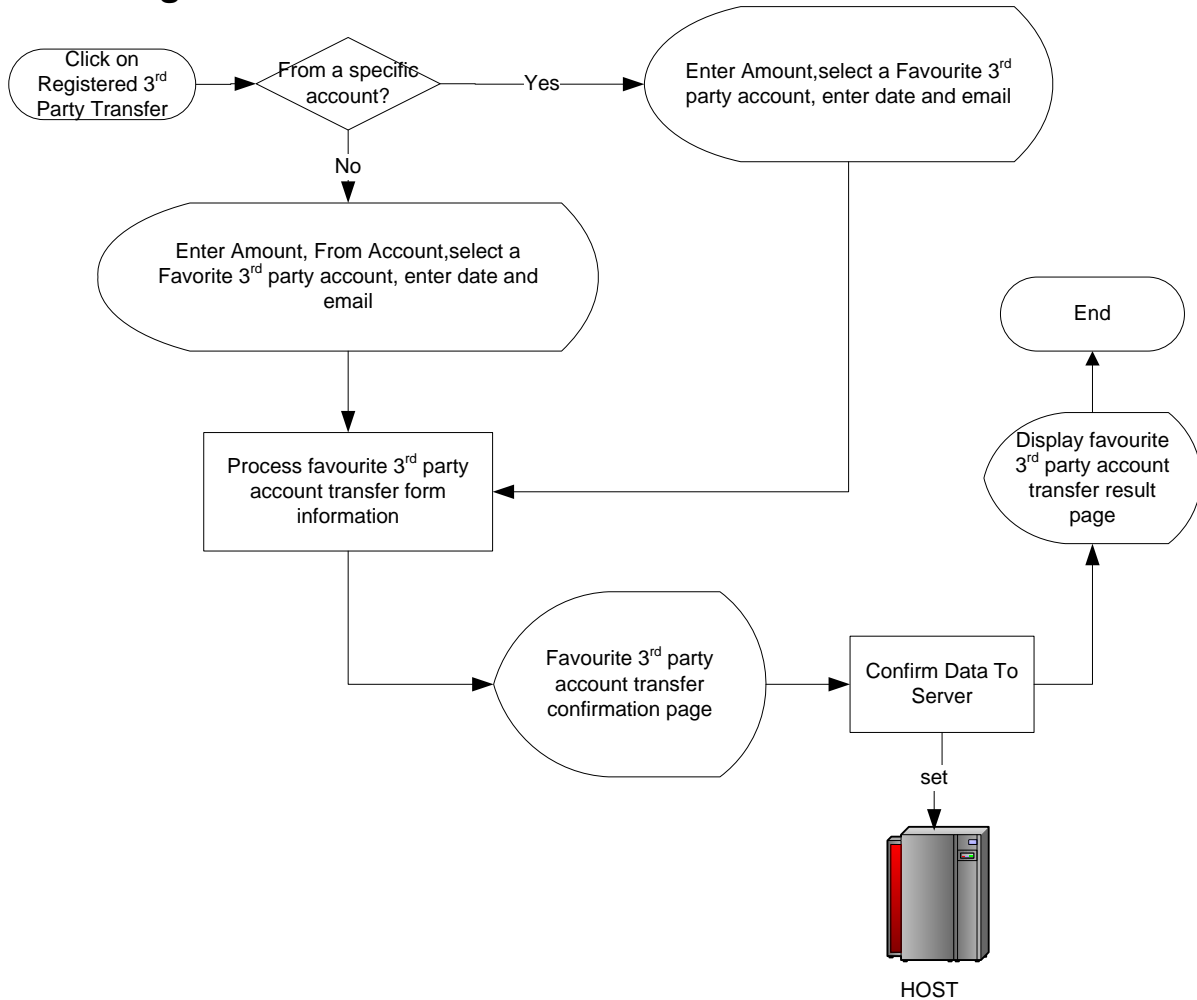 Click on
Registered 3rd
Party Transfer
From a specific
account?
Yes
Enter Amount,select a Favourite 3rd
party account, enter date and email
No
Enter Amount, From Account,select a
Favorite 3rd party account, enter date and
email
End
Process favourite 3rd party
account transfer form
information
Display favourite
3rd party account
transfer result
page
Favourite 3rd party
account transfer
confirmation page
Confirm Data To
Server
set
HOST